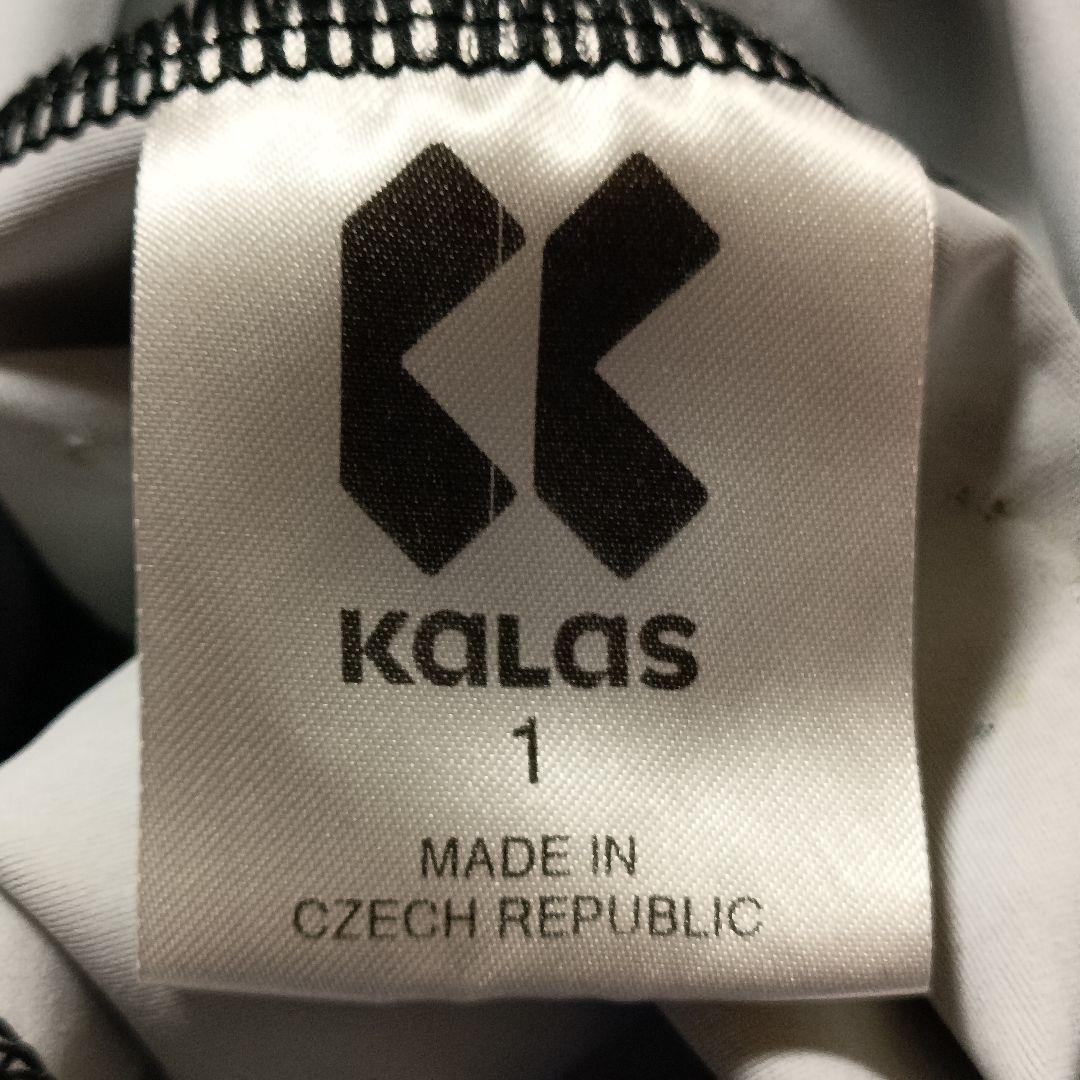 KaLas
1
MADE IN
CZECH REPUBLIC